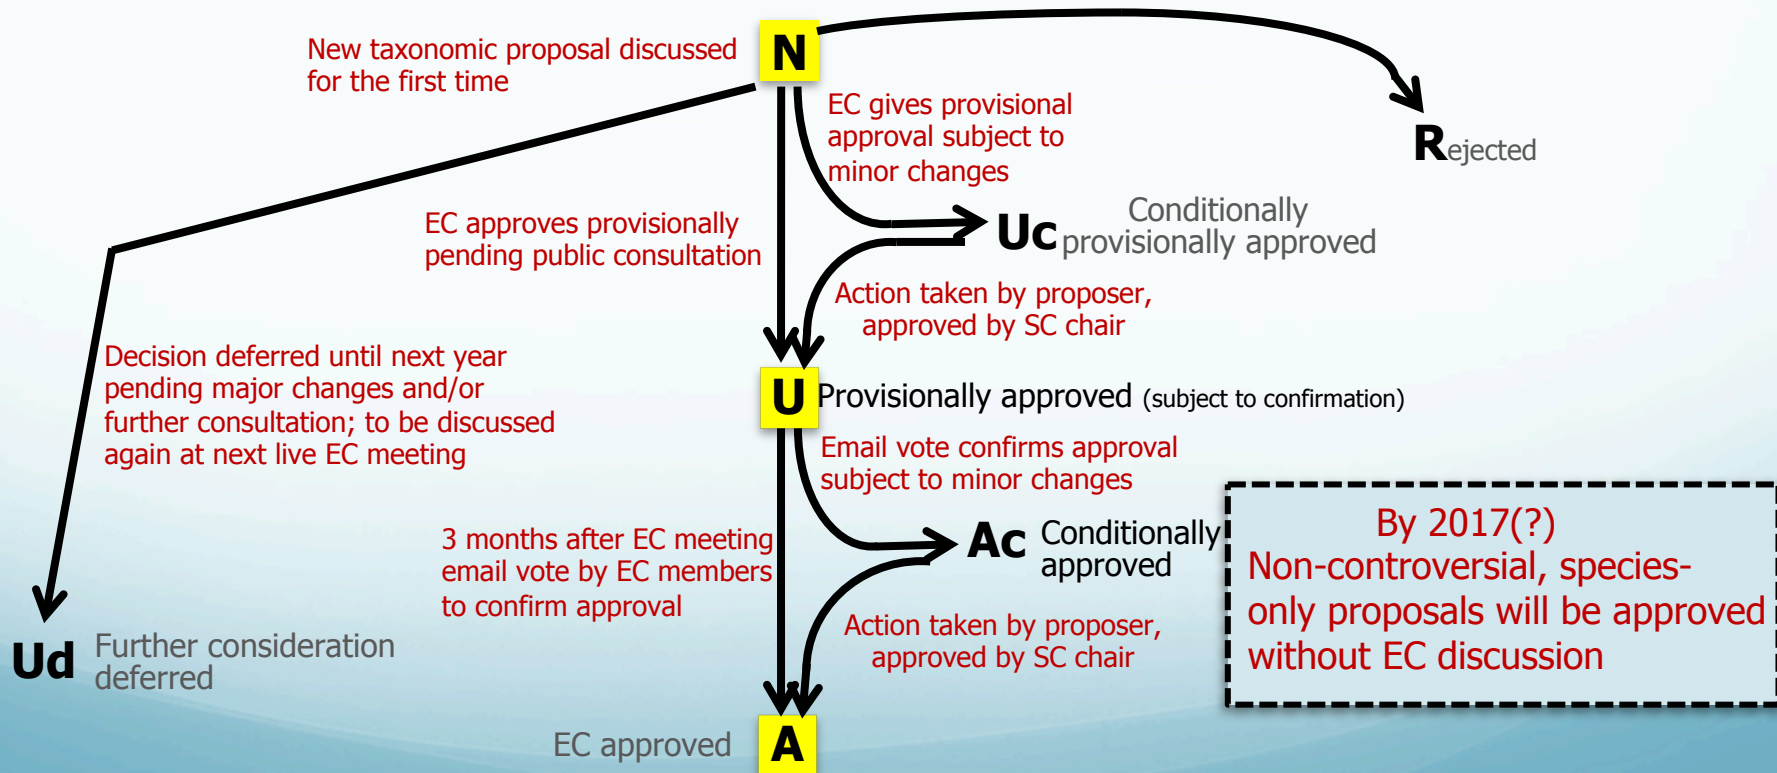 New taxonomic proposal discussed
for the first time
N
EC gives provisional
approval subject to
minor changes
Rejected
EC approves provisionally
pending public consultation
Uc
Conditionally
provisionally approved
Action taken by proposer,
approved by SC chair
Decision deferred until next year
pending major changes and/or
further consultation; to be discussed
again at next live EC meeting
U Provisionally approved (subject to confirmation)
Email vote confirms approval
subject to minor changes
3 months after EC meeting
email vote by EC members
to confirm approval
Ac
Conditionally
approved
By 2017(?)
Non-controversial, species-
only proposals will be approved
without EC discussion
Action taken by proposer,
approved by SC chair
Ud
Further consideration
deferred
EC approved
A